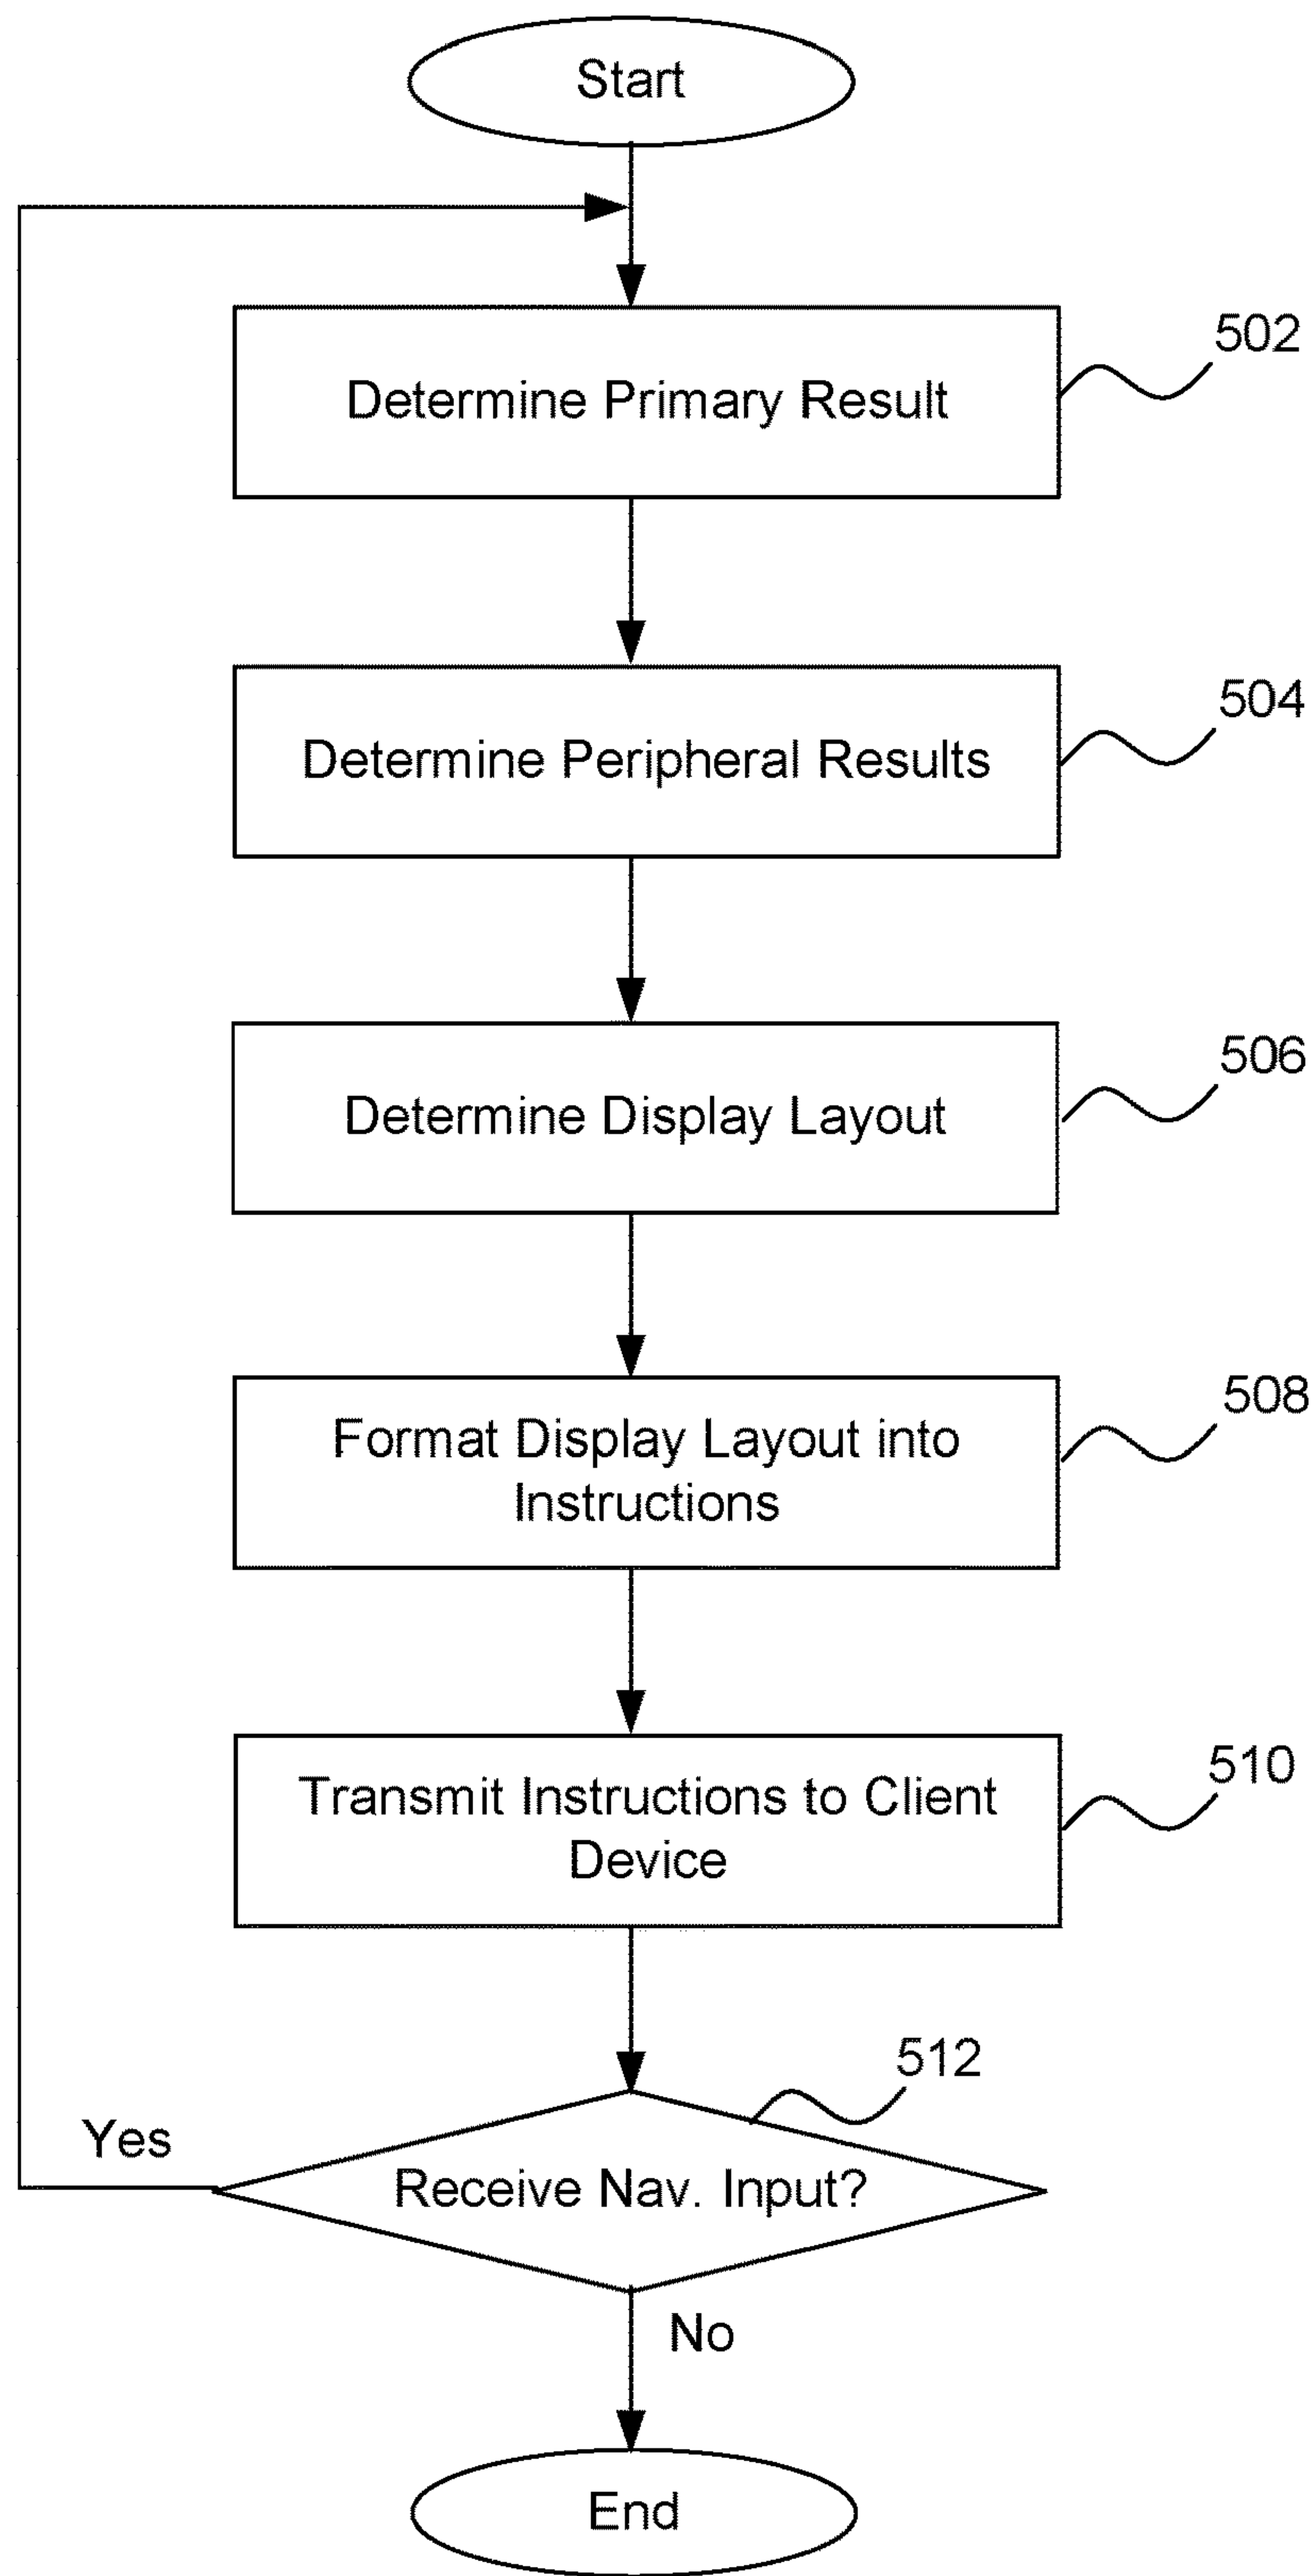 Start
502
Determine Primary Result
504
Determine Peripheral Results
506
Determine Display Layout
508
Format Display Layout into
Instructions
510
Transmit Instructions to Client
Device
512
Yes
Receive Nav. Input?
No
End